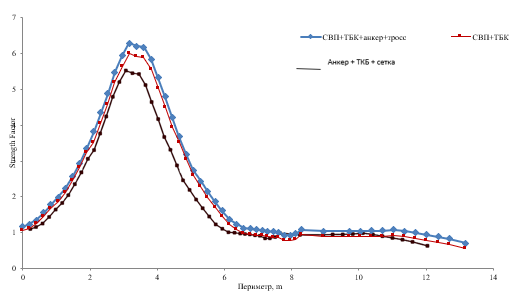 7
6
5
4
3
2
1
0
Strength Factor
0 2 4 6 8 10 12 14
Периметр, m
СВП+ТБК+анкер+тросс
СВП+ТБК
Анкер + ТКБ + сетка